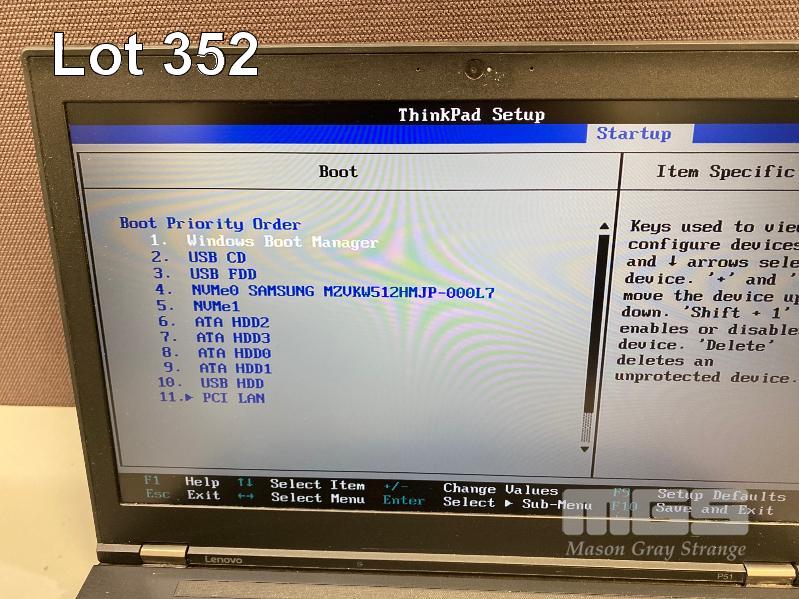 Lot 352
ThinkPad Setup
Startup
Boot
Item Specific
Boot Priority Order
1. Windows Boot Manager
2. USB CD
3. USB FDD
4. NVMe0 SAMSUNG MZVKW512HMJP-000L7
5. NVMe1
6. ATA HDD2
7. ATA HDD3
8. ATA HDD0
9. ATA HDD1
10. USB HDD
11.▶ PCI LAN
Keys used to
configure devices
and ↓ arrows
device. '+' and '
move the device
down. 'Shift + 1'
enables or
device. 'Delete'
deletes an
unprotected device.
F1 Help ↑↓ Select Item +/- Change Values F9 Setup Defaults
Esc Exit ←→ Select Menu Enter Select ▶ Sub-Menu F10 Save and Exit
MGS
Mason Gray Strange
Lenovo
P51